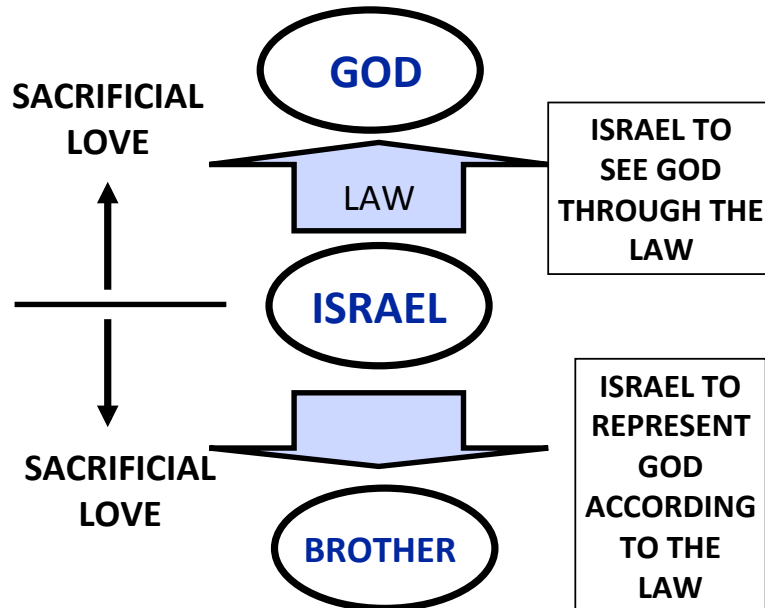 GOD
SACRIFICIAL
LOVE
ISRAEL TO
SEE GOD
THROUGH THE
LAW
LAW
ISRAEL
ISRAEL TO
REPRESENT
GOD
ACCORDING
TO THE
LAW
SACRIFICIAL
LOVE
BROTHER